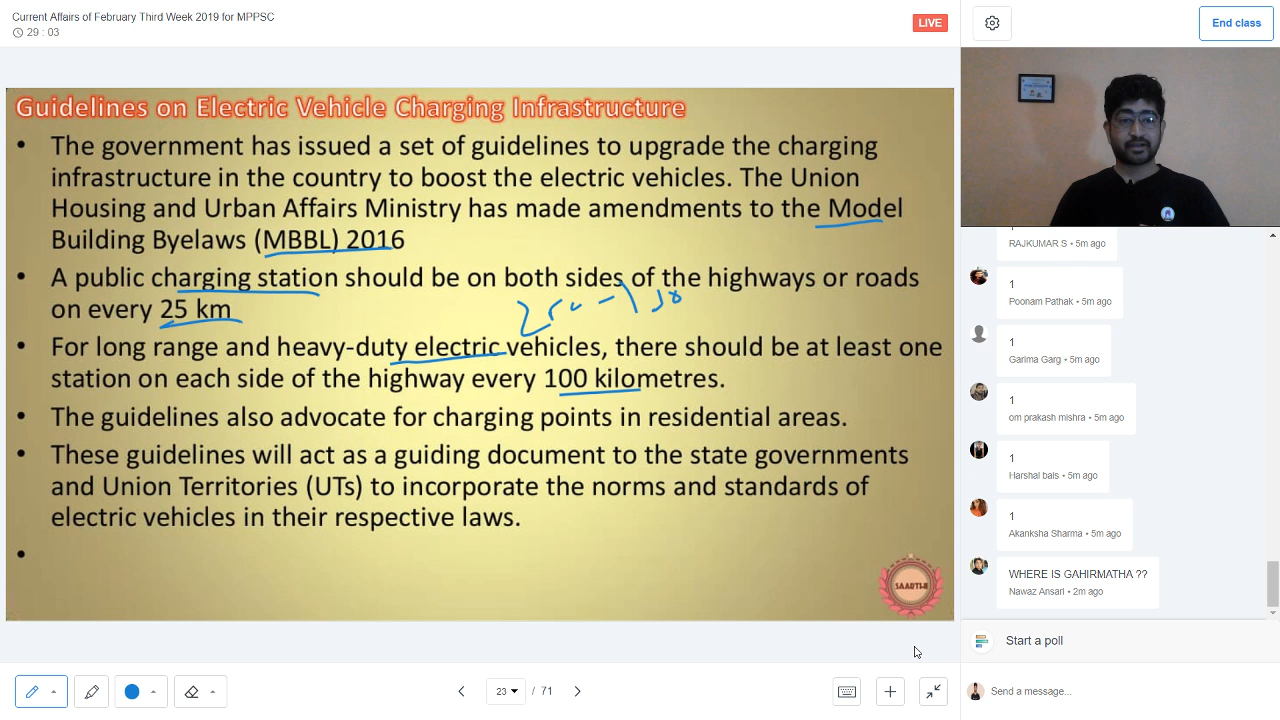 Current Affairs of February Third Week 2019 for MPPSC
29 : 03
LIVE
End class
Guidelines on Electric Vehicle Charging Infrastructure
• The government has issued a set of guidelines to upgrade the charging
infrastructure in the country to boost the electric vehicles. The Union
Housing and Urban Affairs Ministry has made amendments to the Model
Building Byelaws (MBBL) 2016
• A public charging station should be on both sides of the highways or roads
on every 25 km
• For long range and heavy-duty electric vehicles, there should be at least one
station on each side of the highway every 100 kilometres.
• The guidelines also advocate for charging points in residential areas.
• These guidelines will act as a guiding document to the state governments
and Union Territories (UTs) to incorporate the norms and standards of
electric vehicles in their respective laws.
•
SAARTHI
RAJKUMAR S • 5m ago
1
Poonam Pathak • 5m ago
1
Garima Garg • 5m ago
1
om prakash mishra • 5m ago
1
Harshal bais • 5m ago
1
Akanksha Sharma • 5m ago
WHERE IS GAHIRMATHA ??
Nawaz Ansari • 2m ago
Start a poll
Send a message...
23 / 71